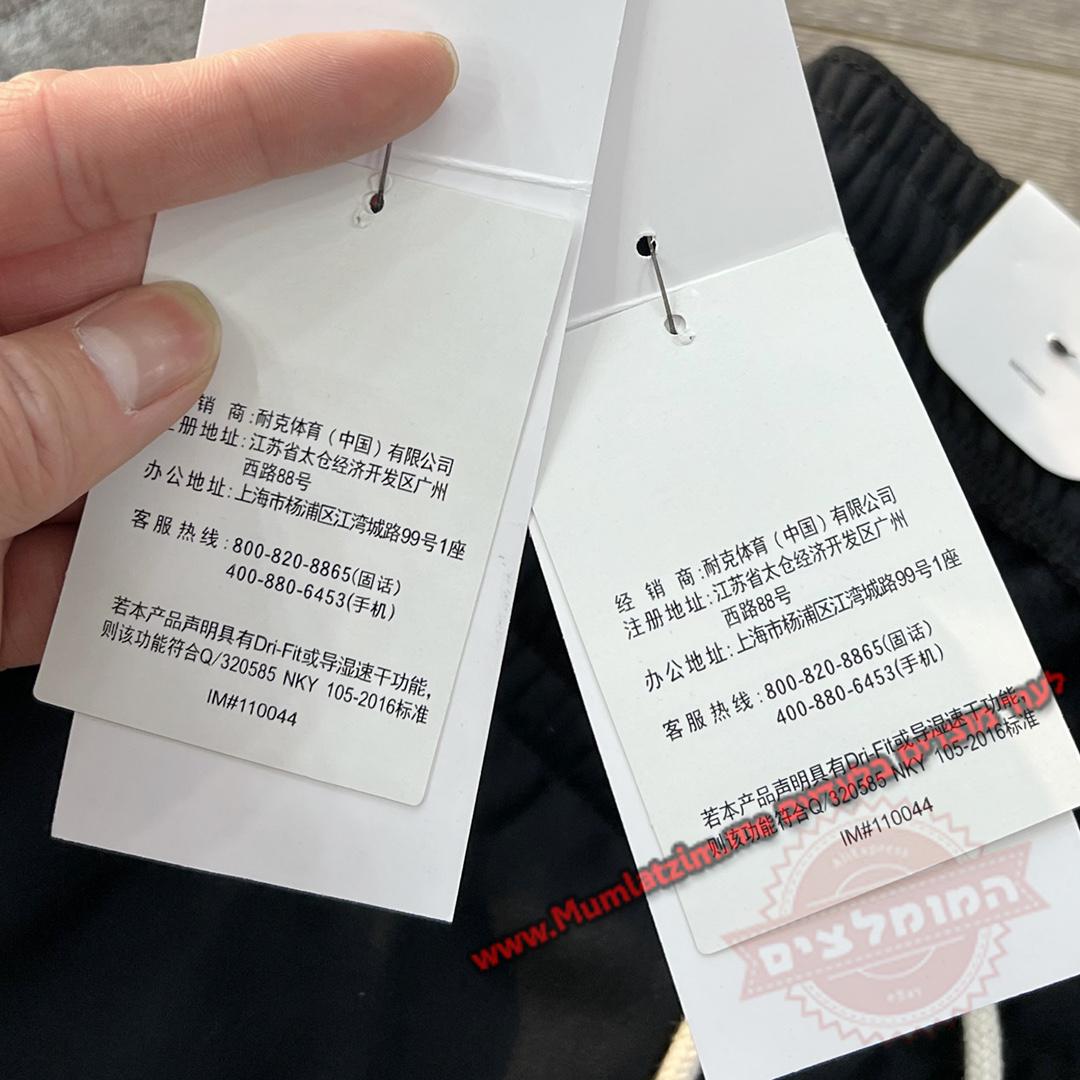 销 商:耐克体育(中国)有限公司
册地址:江苏省太仓经济开发区广州
西路88号
办公地址:上海市杨浦区江湾城路99号1座
客服热线:800-820-8865(固话)
400-880-6453(手机)
若本产品声明具有Dri-Fit或导湿速干功能,
则该功能符合Q/320585 NKY 105-2016标准
IM#110044
经 销 商:耐克体育(中国)有限公司
注册地址:江苏省太仓经济开发区广州
西路88号
办公地址:上海市杨浦区江湾城路99号1座
客服热线:800-820-8865(固话)
400-880-6453(手机)
若本产品声明具有Dri-Fit或导湿速干功能,
则该功能符合Q/320585 NKY 105-2016标准
IM#110044
www.Mumlatzim
AliExpress
המומלצים
eBay